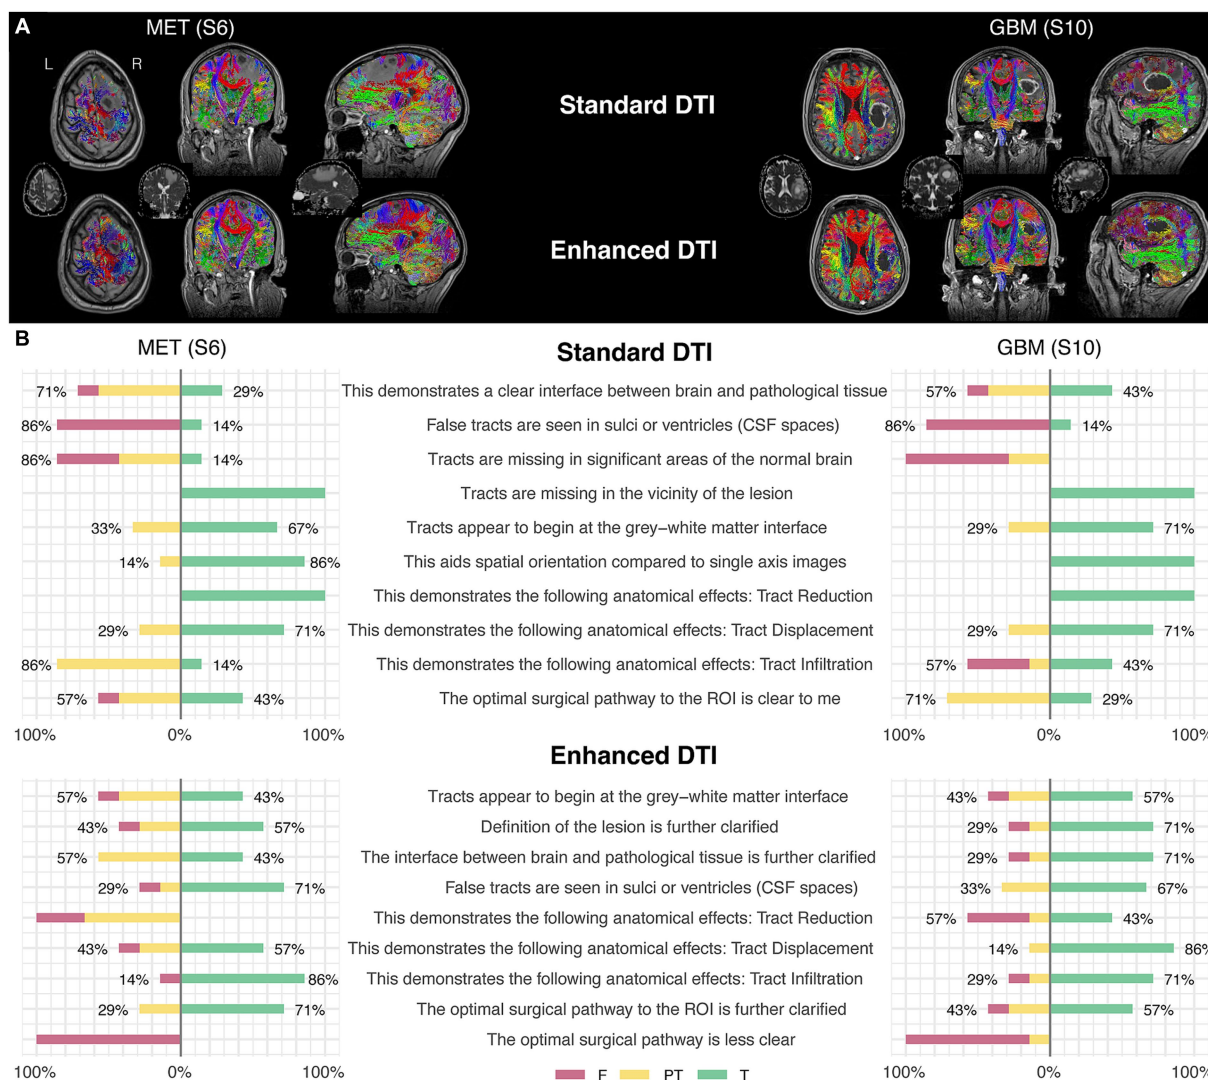 A
MET (S6)
GBM (S10)
L
R
Standard DTI
Enhanced DTI
B
MET (S6)
Standard DTI
GBM (S10)
71% 29% This demonstrates a clear interface between brain and pathological tissue 57% 43%
86% 14% False tracts are seen in sulci or ventricles (CSF spaces) 86% 14%
86% 14% Tracts are missing in significant areas of the normal brain
Tracts are missing in the vicinity of the lesion
33% 67% Tracts appear to begin at the grey–white matter interface 29% 71%
14% 86% This aids spatial orientation compared to single axis images
This demonstrates the following anatomical effects: Tract Reduction
29% 71% This demonstrates the following anatomical effects: Tract Displacement 29% 71%
86% 14% This demonstrates the following anatomical effects: Tract Infiltration 57% 43%
57% 43% The optimal surgical pathway to the ROI is clear to me 71% 29%
100% 0% 100% 100% 0% 100%
Enhanced DTI
57% 43% Tracts appear to begin at the grey–white matter interface 43% 57%
43% 57% Definition of the lesion is further clarified 29% 71%
57% 43% The interface between brain and pathological tissue is further clarified 29% 71%
29% 71% False tracts are seen in sulci or ventricles (CSF spaces) 33% 67%
This demonstrates the following anatomical effects: Tract Reduction 57% 43%
43% 57% This demonstrates the following anatomical effects: Tract Displacement 14% 86%
14% 86% This demonstrates the following anatomical effects: Tract Infiltration 29% 71%
29% 71% The optimal surgical pathway to the ROI is further clarified 43% 57%
The optimal surgical pathway is less clear
100% 0% 100% 100% 0% 100%
F PT T